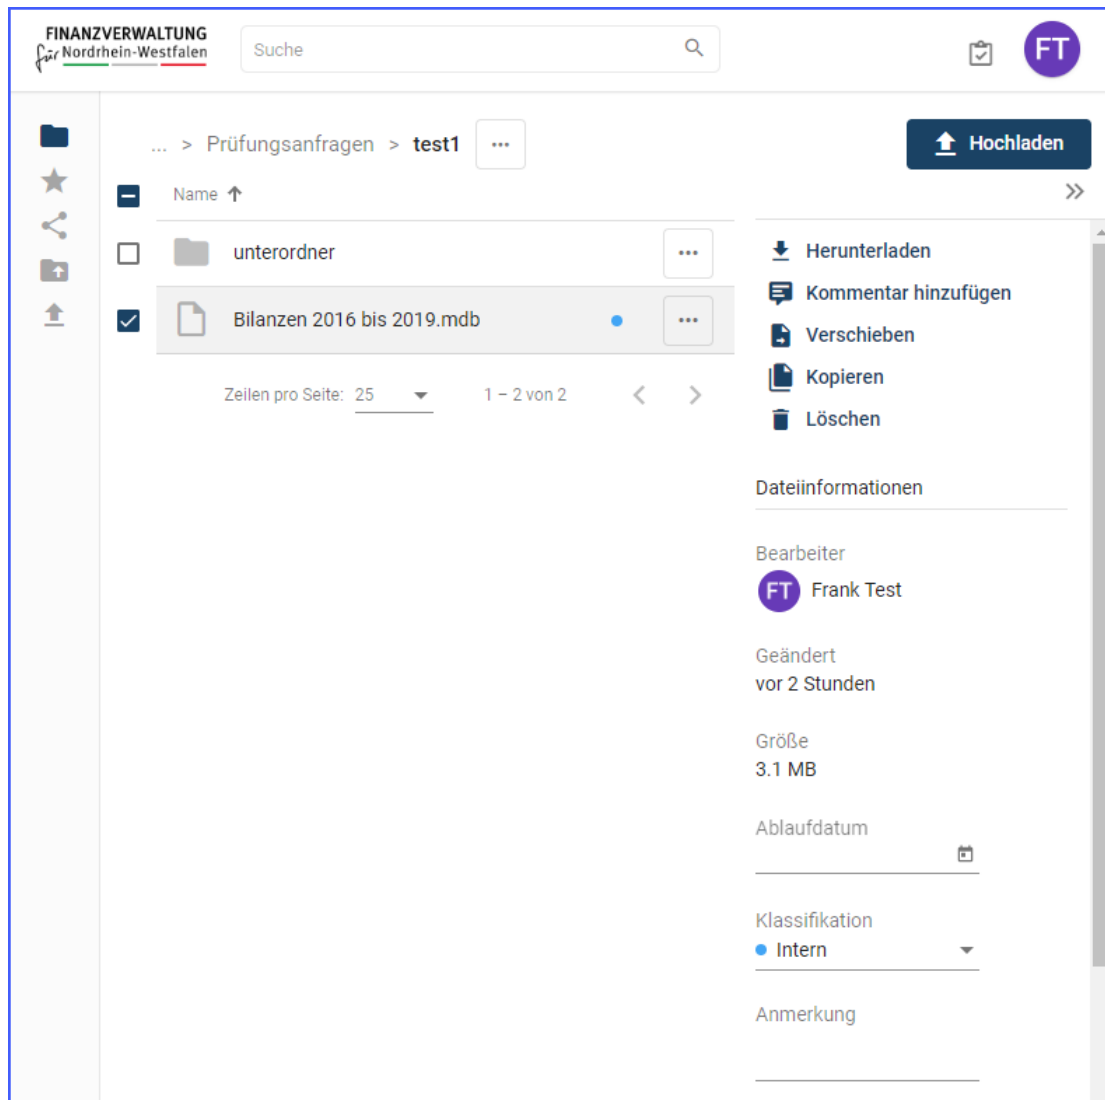 FINANZVERWALTUNG
für Nordrhein-Westfalen
Suche
FT
... > Prüfungsanfragen > test1 ...
Hochladen
Name
unterordner
Bilanzen 2016 bis 2019.mdb
Zeilen pro Seite: 25 1 – 2 von 2
Herunterladen
Kommentar hinzufügen
Verschieben
Kopieren
Löschen
Dateiinformationen
Bearbeiter
FT Frank Test
Geändert
vor 2 Stunden
Größe
3.1 MB
Ablaufdatum
Klassifikation
Intern
Anmerkung